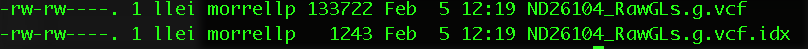 -rw-rw----. 1 llei morrellp 133722 Feb  5 12:19 ND26104_RawGLs.g.vcf
-rw-rw----. 1 llei morrellp   1243 Feb  5 12:19 ND26104_RawGLs.g.vcf.idx